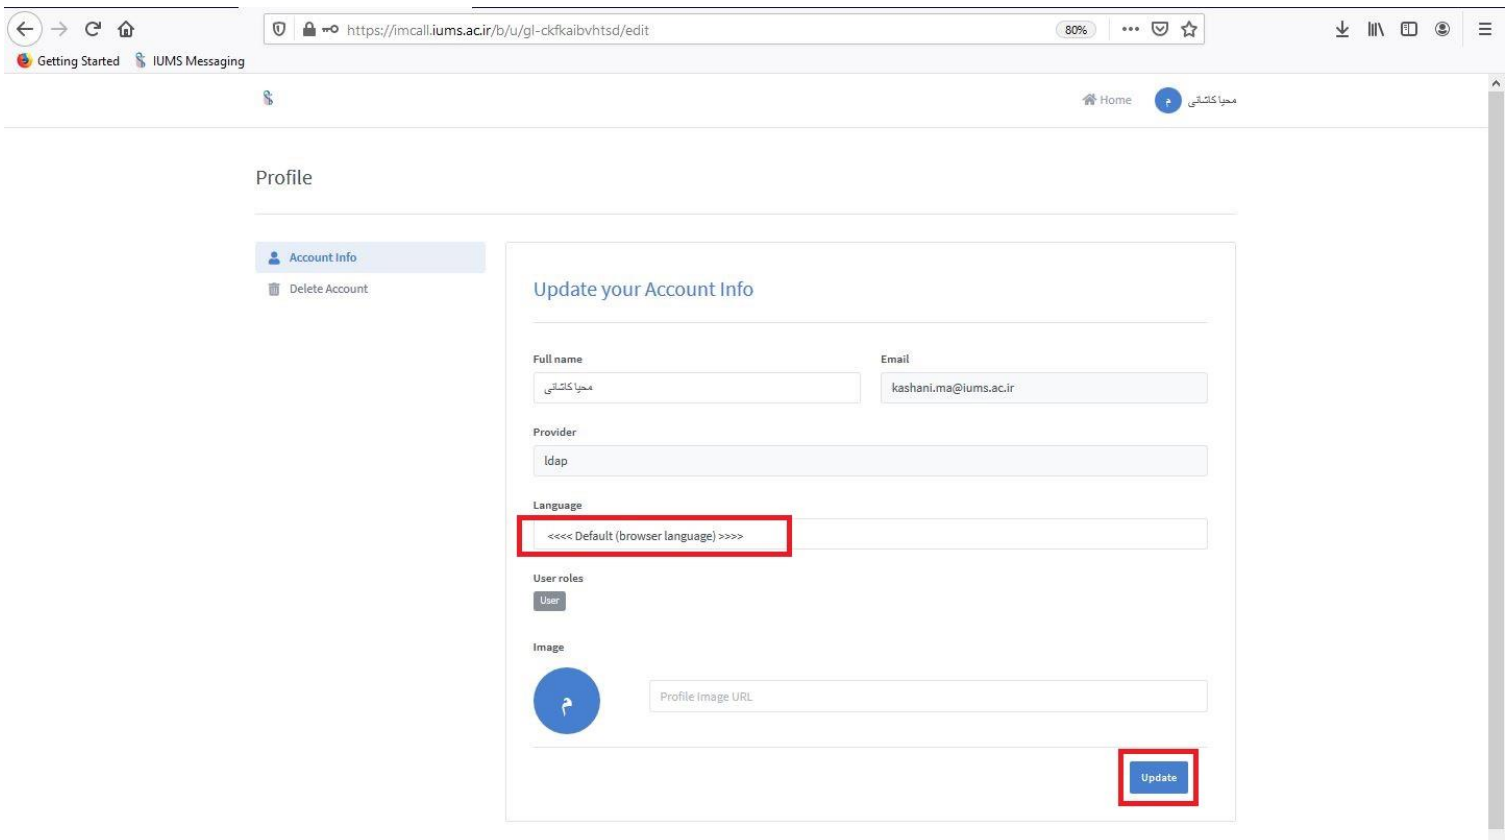 https://imcall.iums.ac.ir/b/u/gl-ckfkaibvhtsd/edit
80%
Getting Started
IUMS Messaging
Home
م
محیا کاشانی
Profile
Account Info
Delete Account
Update your Account Info
Full name
Email
محیا کاشانی
kashani.ma@iums.ac.ir
Provider
ldap
Language
<<<< Default (browser language) >>>>
User roles
User
Image
م
Profile Image URL
Update